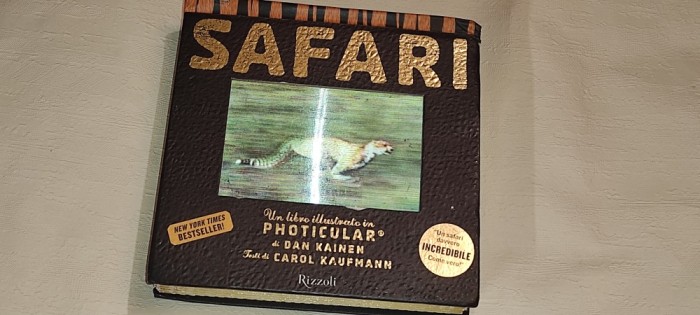 SAFARI
Un libro illustrato in
PHOTICULAR®
di DAN KAINEN
Testi di CAROL KAUFMANN
NEW YORK TIMES
BESTSELLER!
"Un safari
davvero
INCREDIBILE
Come vero!"
Rizzoli